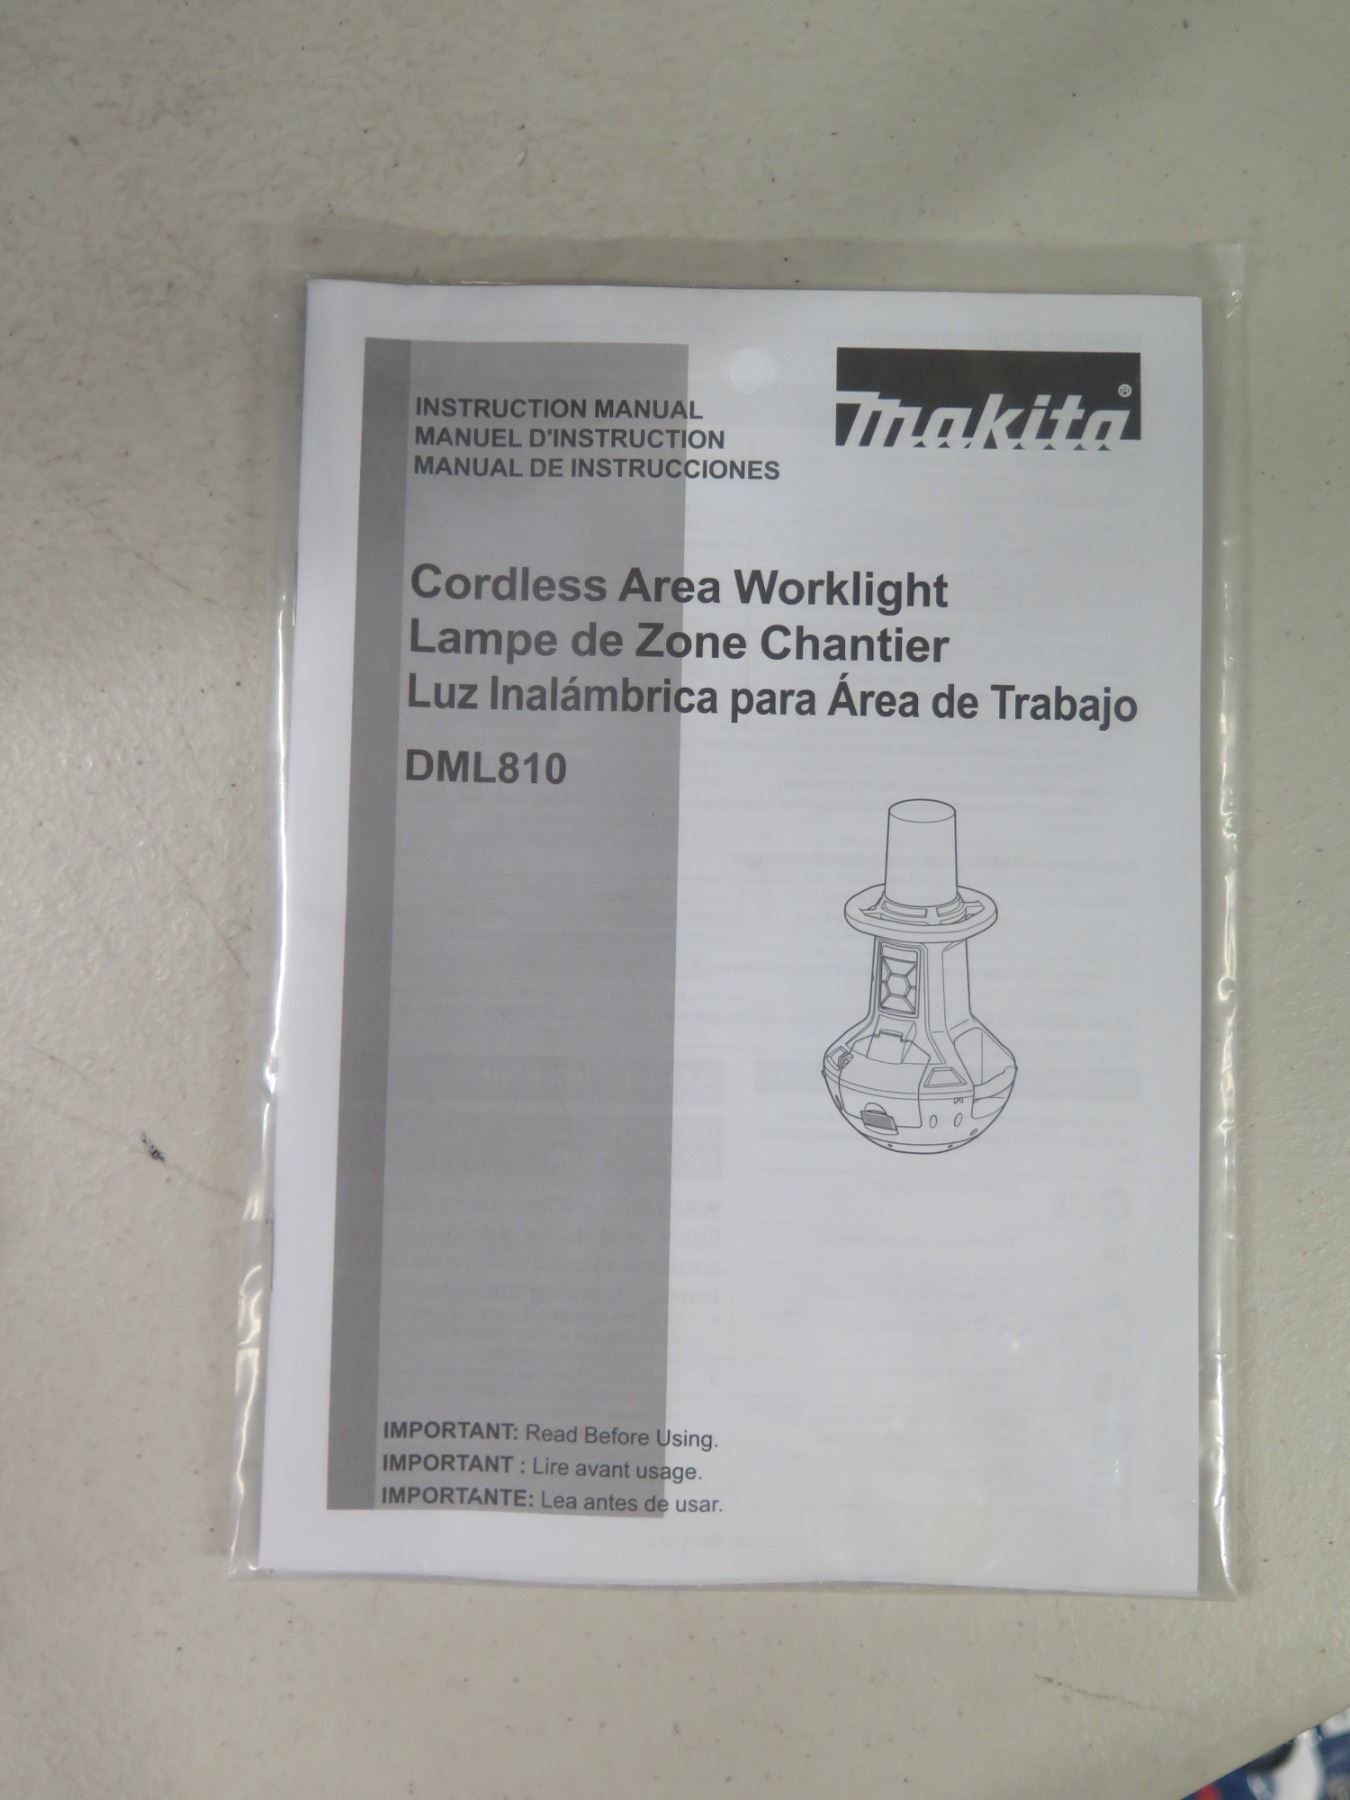 INSTRUCTION MANUAL
MANUEL D'INSTRUCTION
MANUAL DE INSTRUCCIONES
makita®
Cordless Area Worklight
Lampe de Zone Chantier
Luz Inalámbrica para Área de Trabajo
DML810
IMPORTANT: Read Before Using.
IMPORTANT : Lire avant usage.
IMPORTANTE: Lea antes de usar.